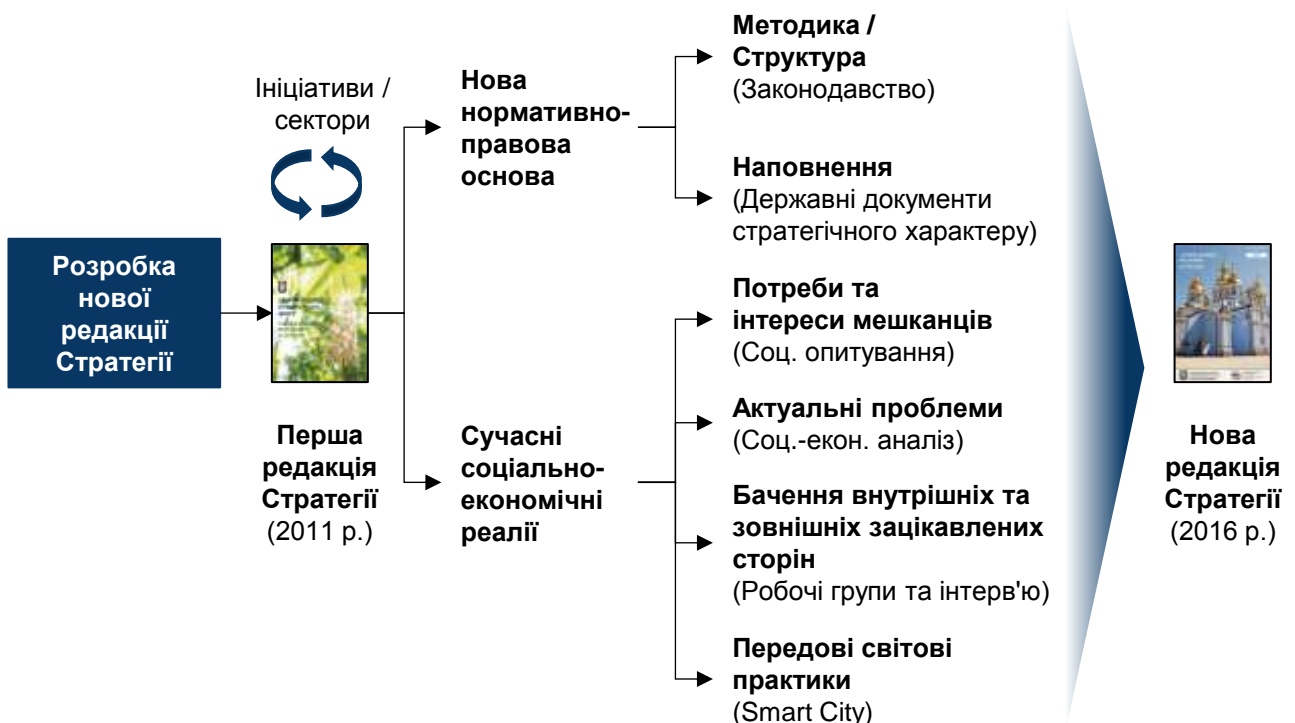 Розробка
нової
редакції
Стратегії
Ініціативи /
сектори
Перша
редакція
Стратегії
(2011 р.)
Нова
нормативно-
правова
основа
Сучасні
соціально-
економічні
реалії
Методика /
Структура
(Законодавство)
Наповнення
(Державні документи
стратегічного характеру)
Потреби та
інтереси мешканців
(Соц. опитування)
Актуальні проблеми
(Соц.-екон. аналіз)
Бачення внутрішніх та
зовнішніх зацікавлених
сторін
(Робочі групи та інтерв'ю)
Передові світові
практики
(Smart City)
Нова
редакція
Стратегії
(2016 р.)